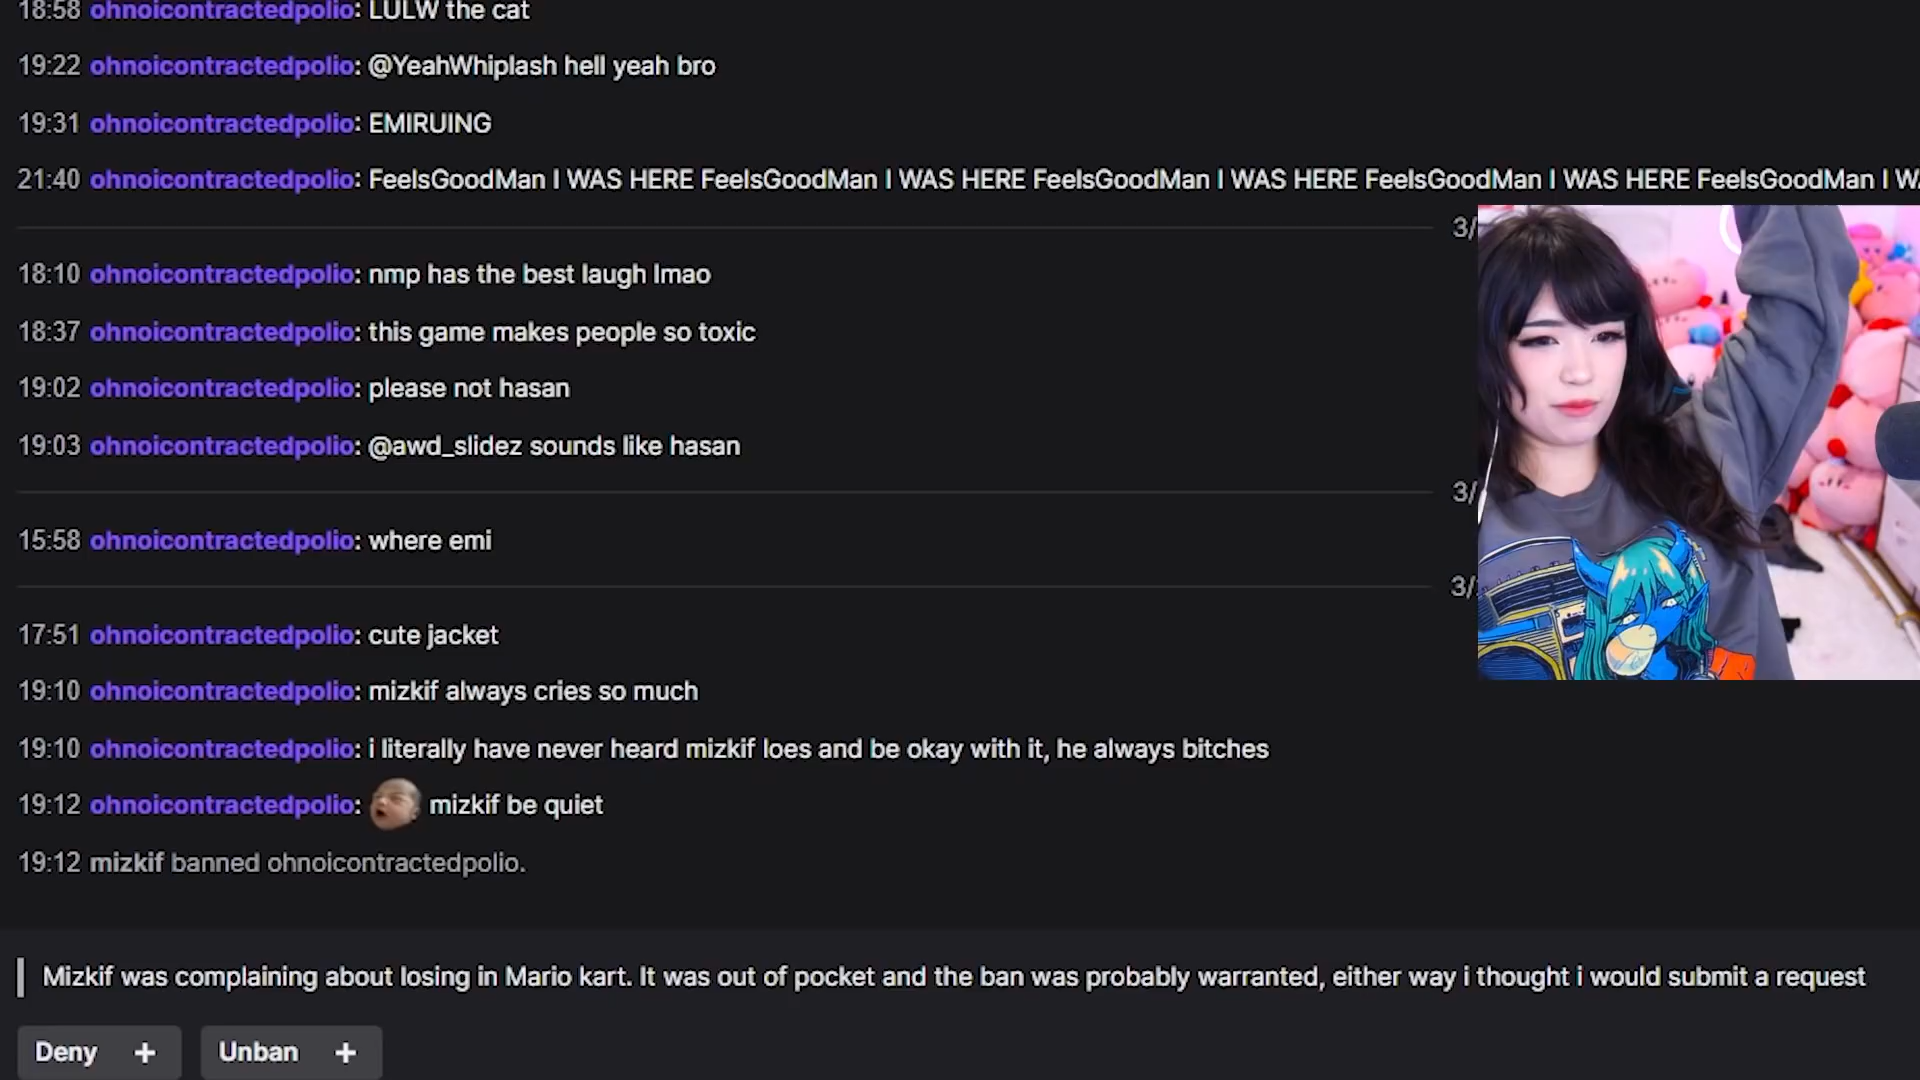 18:58 ohnoicontractedpolio: LULW the cat
19:22 ohnoicontractedpolio: @YeahWhiplash hell yeah bro
19:31 ohnoicontractedpolio: EMIRUING
21:40 ohnoicontractedpolio: FeelsGoodMan I WAS HERE FeelsGoodMan I WAS HERE FeelsGoodMan I WAS HERE FeelsGoodMan I WAS HERE FeelsGoodMan I
3/
18:10 ohnoicontractedpolio: nmp has the best laugh lmao
18:37 ohnoicontractedpolio: this game makes people so toxic
19:02 ohnoicontractedpolio: please not hasan
19:03 ohnoicontractedpolio: @awd_slidez sounds like hasan
3/
15:58 ohnoicontractedpolio: where emi
3/
17:51 ohnoicontractedpolio: cute jacket
19:10 ohnoicontractedpolio: mizkif always cries so much
19:10 ohnoicontractedpolio: i literally have never heard mizkif loes and be okay with it, he always bitches
19:12 ohnoicontractedpolio: mizkif be quiet
19:12 mizkif banned ohnoicontractedpolio.
Mizkif was complaining about losing in Mario kart. It was out of pocket and the ban was probably warranted, either way i thought i would submit a request
Deny + Unban +